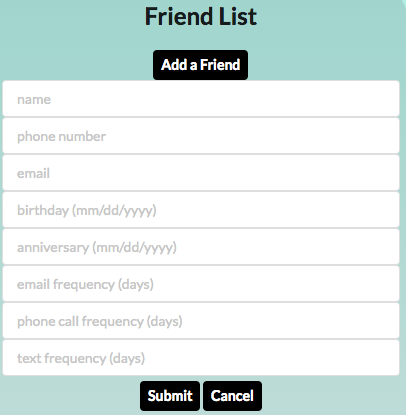 Friend List
Add a Friend
name
phone number
email
birthday (mm/dd/yyyy)
anniversary (mm/dd/yyyy)
email frequency (days)
phone call frequency (days)
text frequency (days)
Submit Cancel